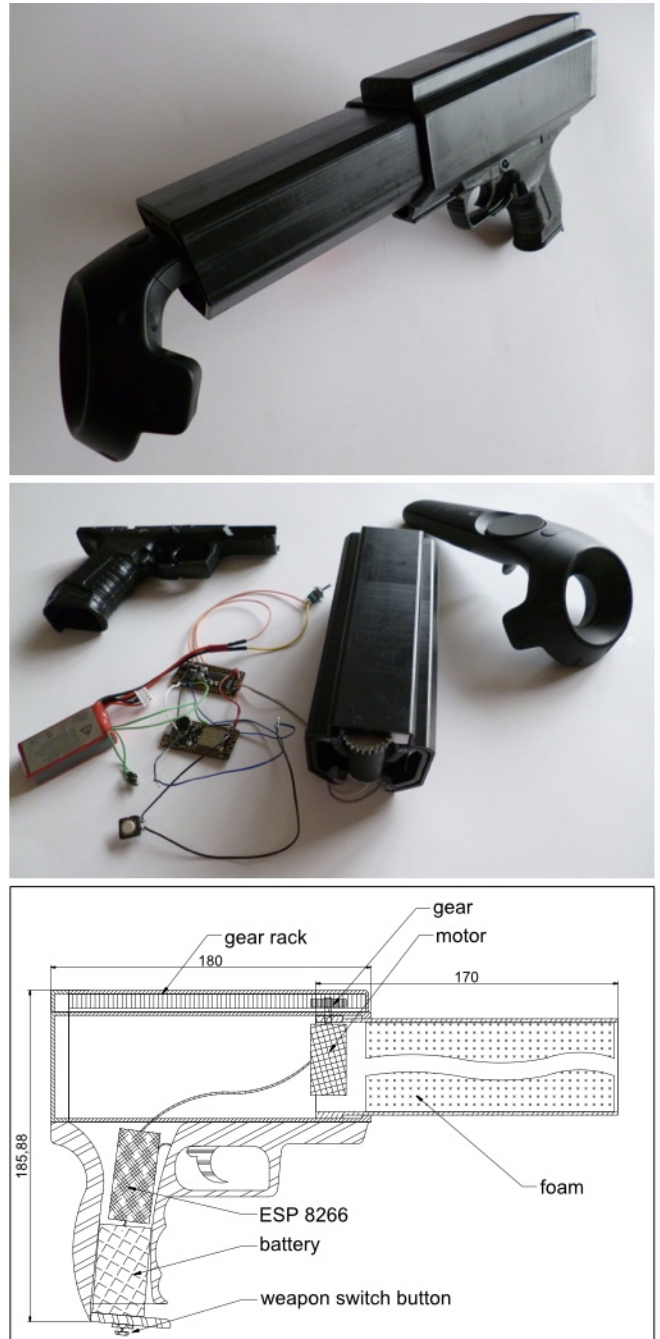 gear
motor
gear rack
180
170
185,88
foam
ESP 8266
battery
weapon switch button